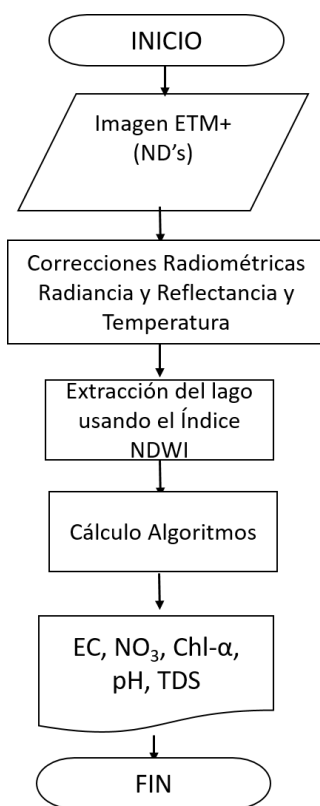 INICIO
Imagen ETM+
(ND's)
Correcciones Radiométricas
Radiancia y Reflectancia y
Temperatura
Extracción del lago
usando el Índice
NDWI
Cálculo Algoritmos
EC, NO₃, Chl-α,
pH, TDS
FIN